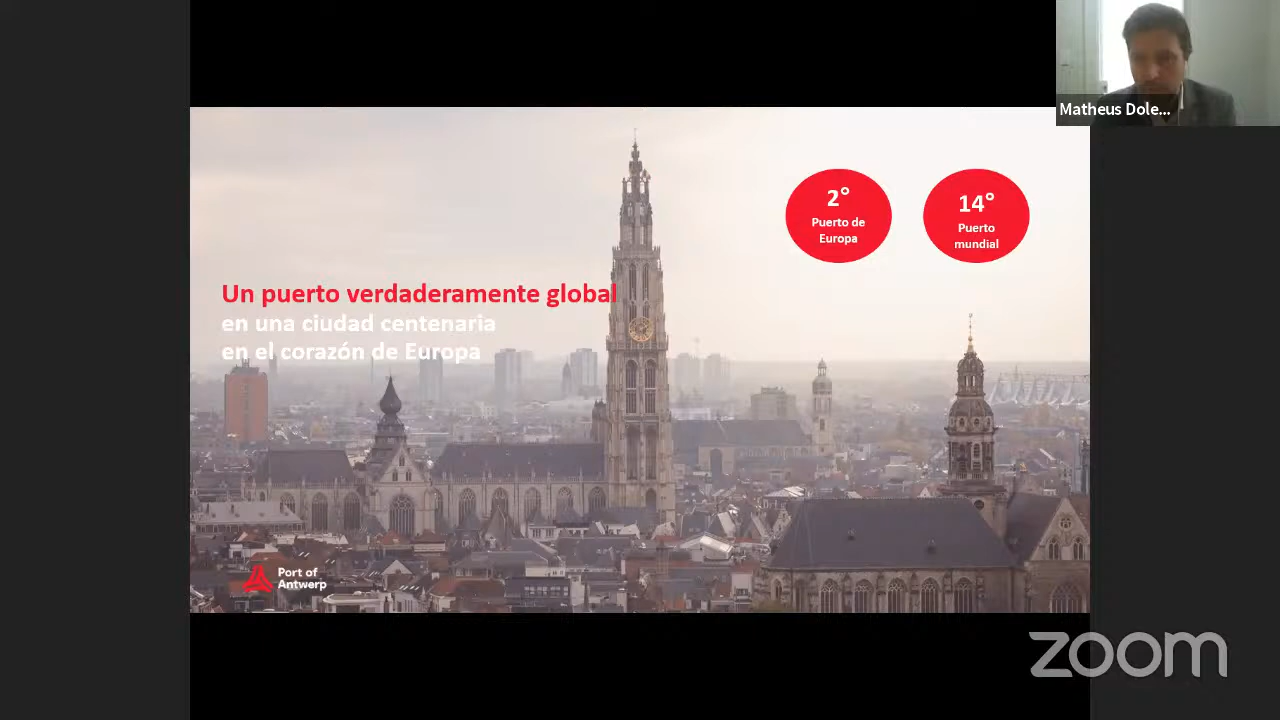 Matheus Dole...
2°
Puerto de
Europa
14°
Puerto
mundial
Un puerto verdaderamente global
en una ciudad centenaria
en el corazón de Europa
Port of
Antwerp
zoom